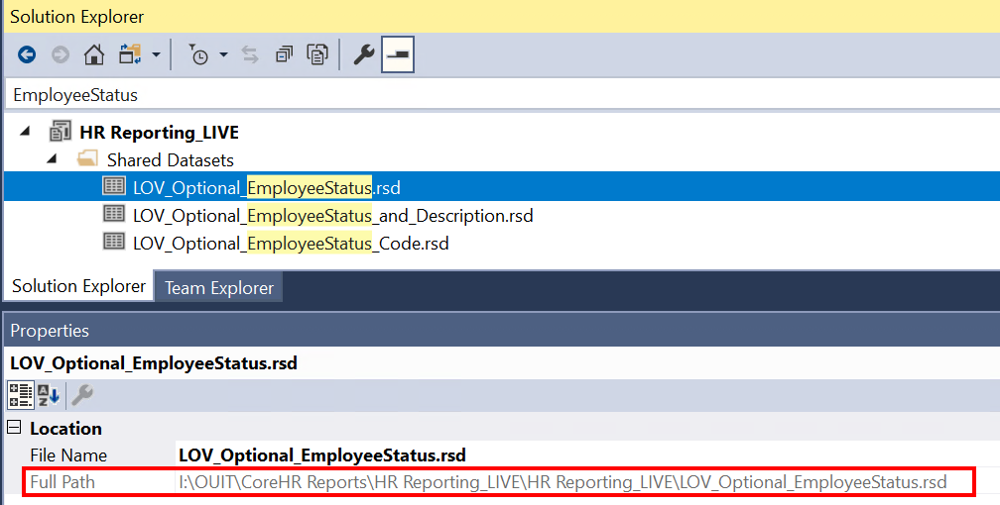 Solution Explorer
EmployeeStatus
HR Reporting_LIVE
Shared Datasets
LOV_Optional_EmployeeStatus.rsd
LOV_Optional_EmployeeStatus_and_Description.rsd
LOV_Optional_EmployeeStatus_Code.rsd
Solution Explorer Team Explorer
Properties
LOV_Optional_EmployeeStatus.rsd
Location
File Name LOV_Optional_EmployeeStatus.rsd
Full Path I:\OUIT\CoreHR Reports\HR Reporting_LIVE\HR Reporting_LIVE\LOV_Optional_EmployeeStatus.rsd